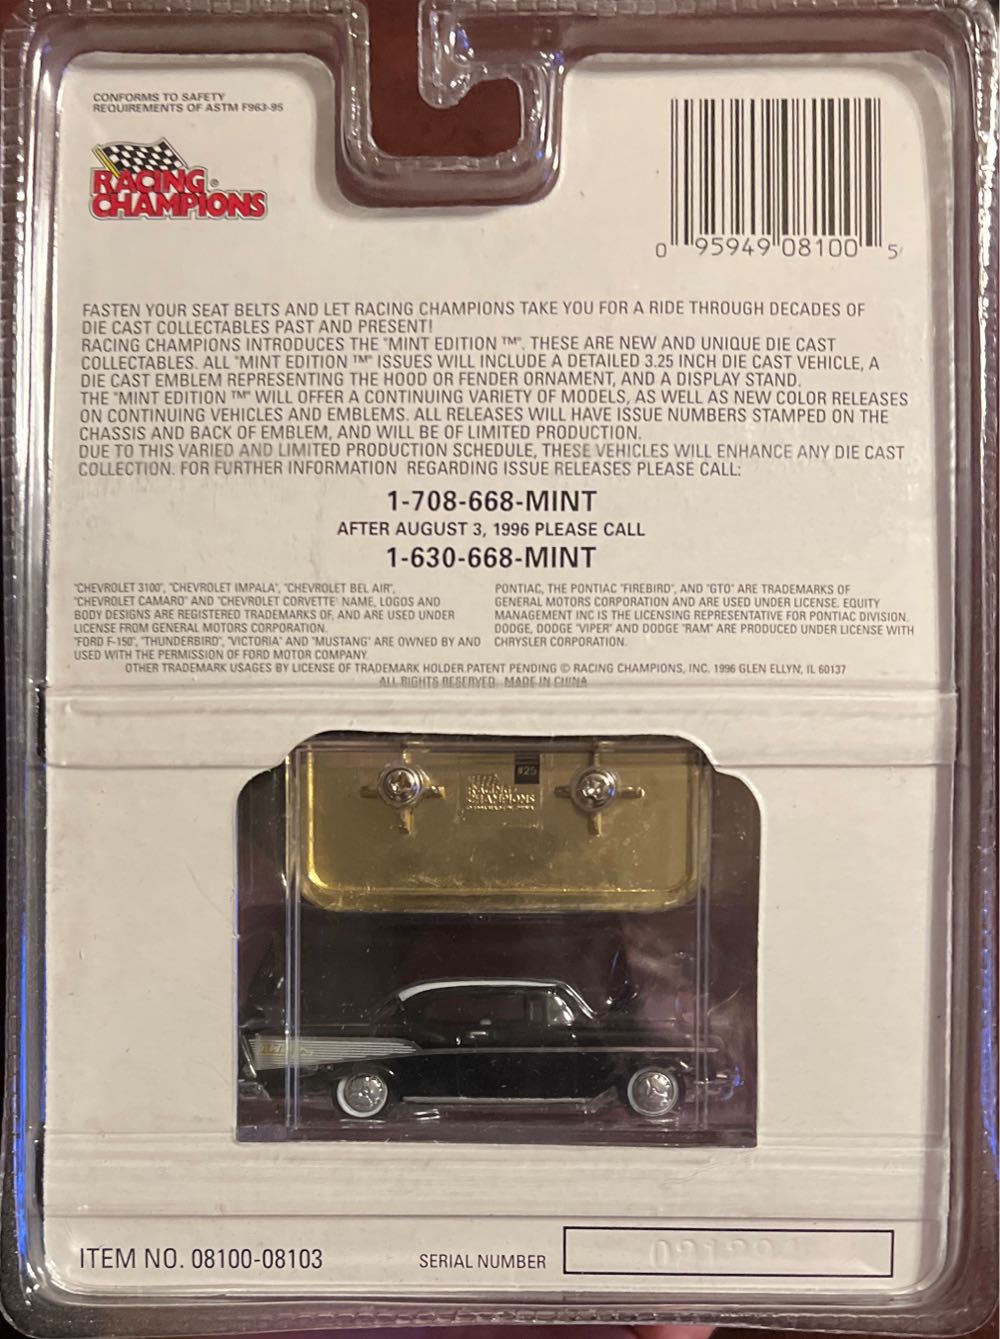 CONFORMS TO SAFETY
REQUIREMENTS OF ASTM F963-95
RACING
CHAMPIONS®
0 95949 08100 5
FASTEN YOUR SEAT BELTS AND LET RACING CHAMPIONS TAKE YOU FOR A RIDE THROUGH DECADES OF
DIE CAST COLLECTABLES PAST AND PRESENT!
RACING CHAMPIONS INTRODUCES THE "MINT EDITION ™". THESE ARE NEW AND UNIQUE DIE CAST
COLLECTABLES. ALL "MINT EDITION ™" ISSUES WILL INCLUDE A DETAILED 3.25 INCH DIE CAST VEHICLE, A
DIE CAST EMBLEM REPRESENTING THE HOOD OR FENDER ORNAMENT, AND A DISPLAY STAND.
THE "MINT EDITION ™" WILL OFFER A CONTINUING VARIETY OF MODELS, AS WELL AS NEW COLOR RELEASES
ON CONTINUING VEHICLES AND EMBLEMS. ALL RELEASES WILL HAVE ISSUE NUMBERS STAMPED ON THE
CHASSIS AND BACK OF EMBLEM, AND WILL BE OF LIMITED PRODUCTION.
DUE TO THIS VARIED AND LIMITED PRODUCTION SCHEDULE, THESE VEHICLES WILL ENHANCE ANY DIE CAST
COLLECTION. FOR FURTHER INFORMATION REGARDING ISSUE RELEASES PLEASE CALL:
1-708-668-MINT
AFTER AUGUST 3, 1996 PLEASE CALL
1-630-668-MINT
"CHEVROLET 3100", "CHEVROLET IMPALA", "CHEVROLET BEL AIR",
"CHEVROLET CAMARO" AND "CHEVROLET CORVETTE" NAME, LOGOS AND
BODY DESIGNS ARE REGISTERED TRADEMARKS OF, AND ARE USED UNDER
LICENSE FROM GENERAL MOTORS CORPORATION.
"FORD F-150", "THUNDERBIRD", "VICTORIA" AND "MUSTANG" ARE OWNED BY AND
USED WITH THE PERMISSION OF FORD MOTOR COMPANY.
PONTIAC, THE PONTIAC "FIREBIRD", AND "GTO" ARE TRADEMARKS OF
GENERAL MOTORS CORPORATION AND ARE USED UNDER LICENSE. EQUITY
MANAGEMENT INC IS THE LICENSING REPRESENTATIVE FOR PONTIAC DIVISION.
DODGE, DODGE "VIPER" AND DODGE "RAM" ARE PRODUCED UNDER LICENSE WITH
CHRYSLER CORPORATION.
OTHER TRADEMARK USAGES BY LICENSE OF TRADEMARK HOLDER.PATENT PENDING © RACING CHAMPIONS, INC. 1996 GLEN ELLYN, IL 60137
ALL RIGHTS RESERVED. MADE IN CHINA
#25
RACING
CHAMPIONS
ITEM NO. 08100-08103
SERIAL NUMBER